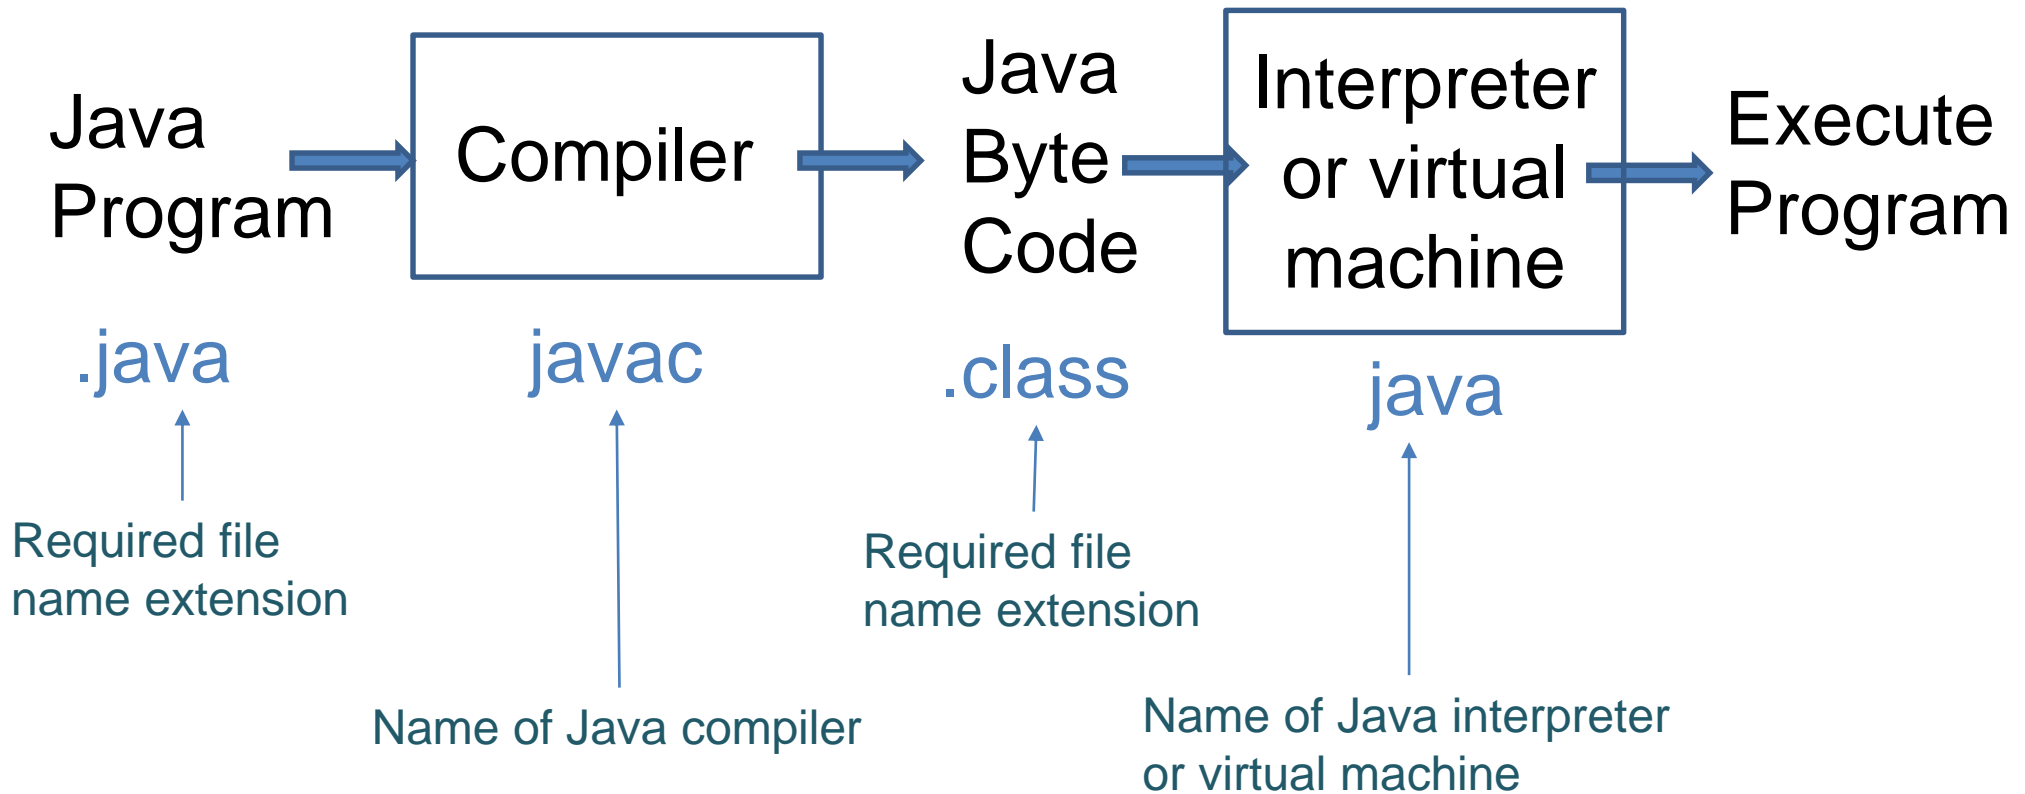 Java
Program
Compiler
Java
Byte
Code
Interpreter
or virtual
machine
Execute
Program
.java
javac
.class
java
Required file
name extension
Name of Java compiler
Required file
name extension
Name of Java interpreter
or virtual machine